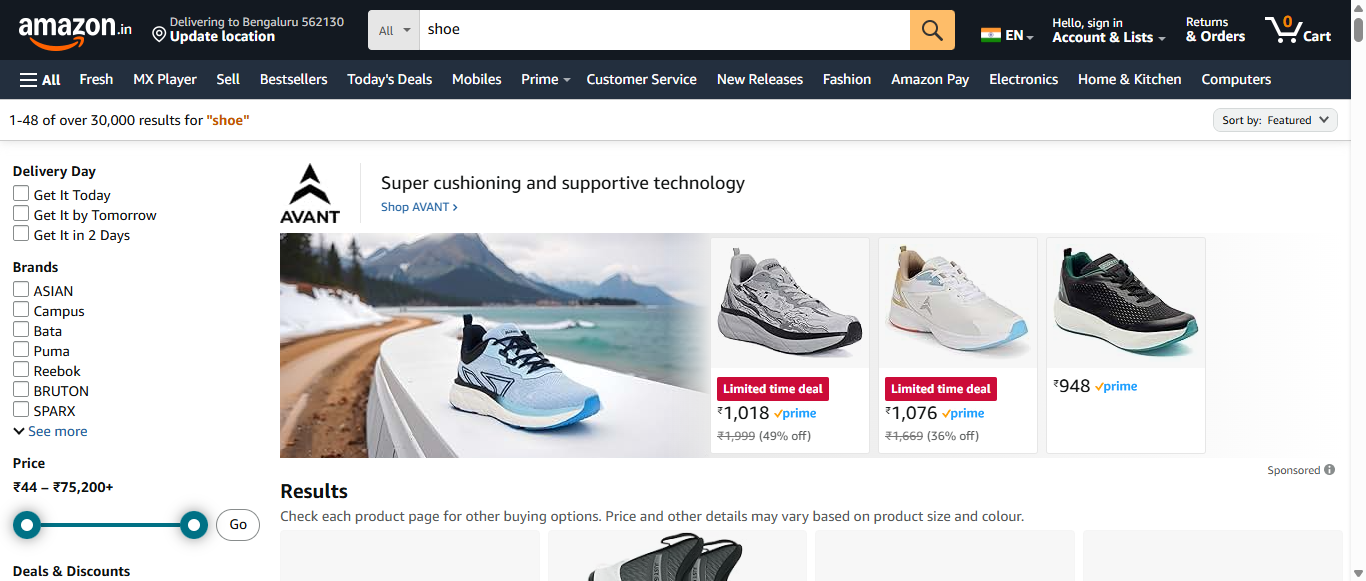 amazon.in
Delivering to Bengaluru 562130
Update location
All
shoe
EN
Hello, sign in
Account & Lists
Returns
& Orders
0
Cart
All
Fresh
MX Player
Sell
Bestsellers
Today's Deals
Mobiles
Prime
Customer Service
New Releases
Fashion
Amazon Pay
Electronics
Home & Kitchen
Computers
1-48 of over 30,000 results for "shoe"
Sort by: Featured
Delivery Day
Get It Today
Get It by Tomorrow
Get It in 2 Days
Brands
ASIAN
Campus
Bata
Puma
Reebok
BRUTON
SPARX
See more
Price
₹44 – ₹75,200+
Go
Deals & Discounts
AVANT
Super cushioning and supportive technology
Shop AVANT ›
Limited time deal
₹1,018 prime
₹1,999 (49% off)
Limited time deal
₹1,076 prime
₹1,669 (36% off)
₹948 prime
Sponsored
Results
Check each product page for other buying options. Price and other details may vary based on product size and colour.